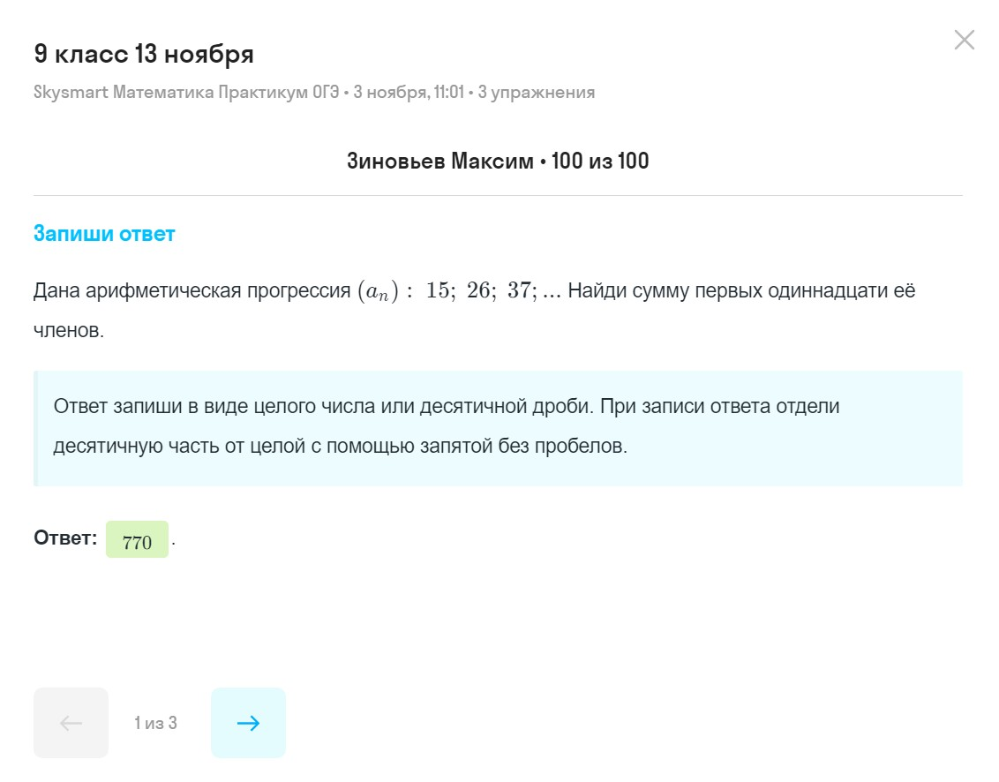 9 класс 13 ноября
Skysmart Математика Практикум ОГЭ • 3 ноября, 11:01 • 3 упражнения
Зиновьев Максим • 100 из 100
Запиши ответ
Дана арифметическая прогрессия (aₙ) : 15; 26; 37; ... Найди сумму первых одиннадцати её
членов.
Ответ запиши в виде целого числа или десятичной дроби. При записи ответа отдели
десятичную часть от целой с помощью запятой без пробелов.
Ответ: 770 .
1 из 3